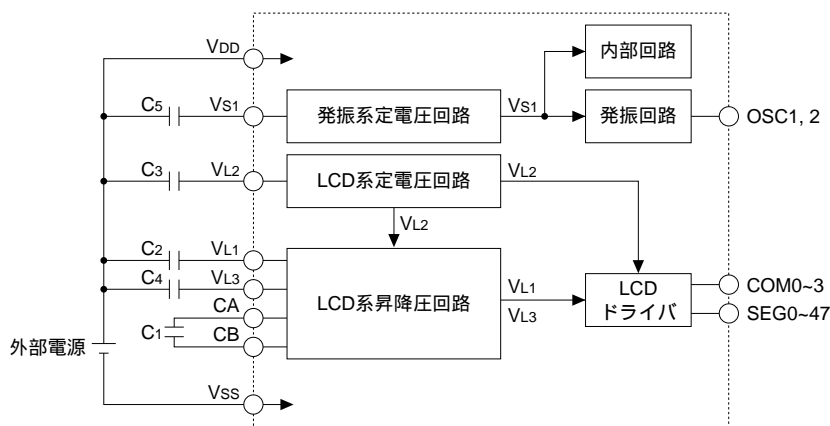 VDD
内部回路
C5
VS1
発振系定電圧回路
VS1
発振回路
OSC1, 2
C3
VL2
LCD系定電圧回路
VL2
VL2
C2
VL1
C4
VL3
LCD系昇降圧回路
VL1
VL3
LCD
ドライバ
COM0~3
SEG0~47
CA
C1
CB
外部電源
VSS